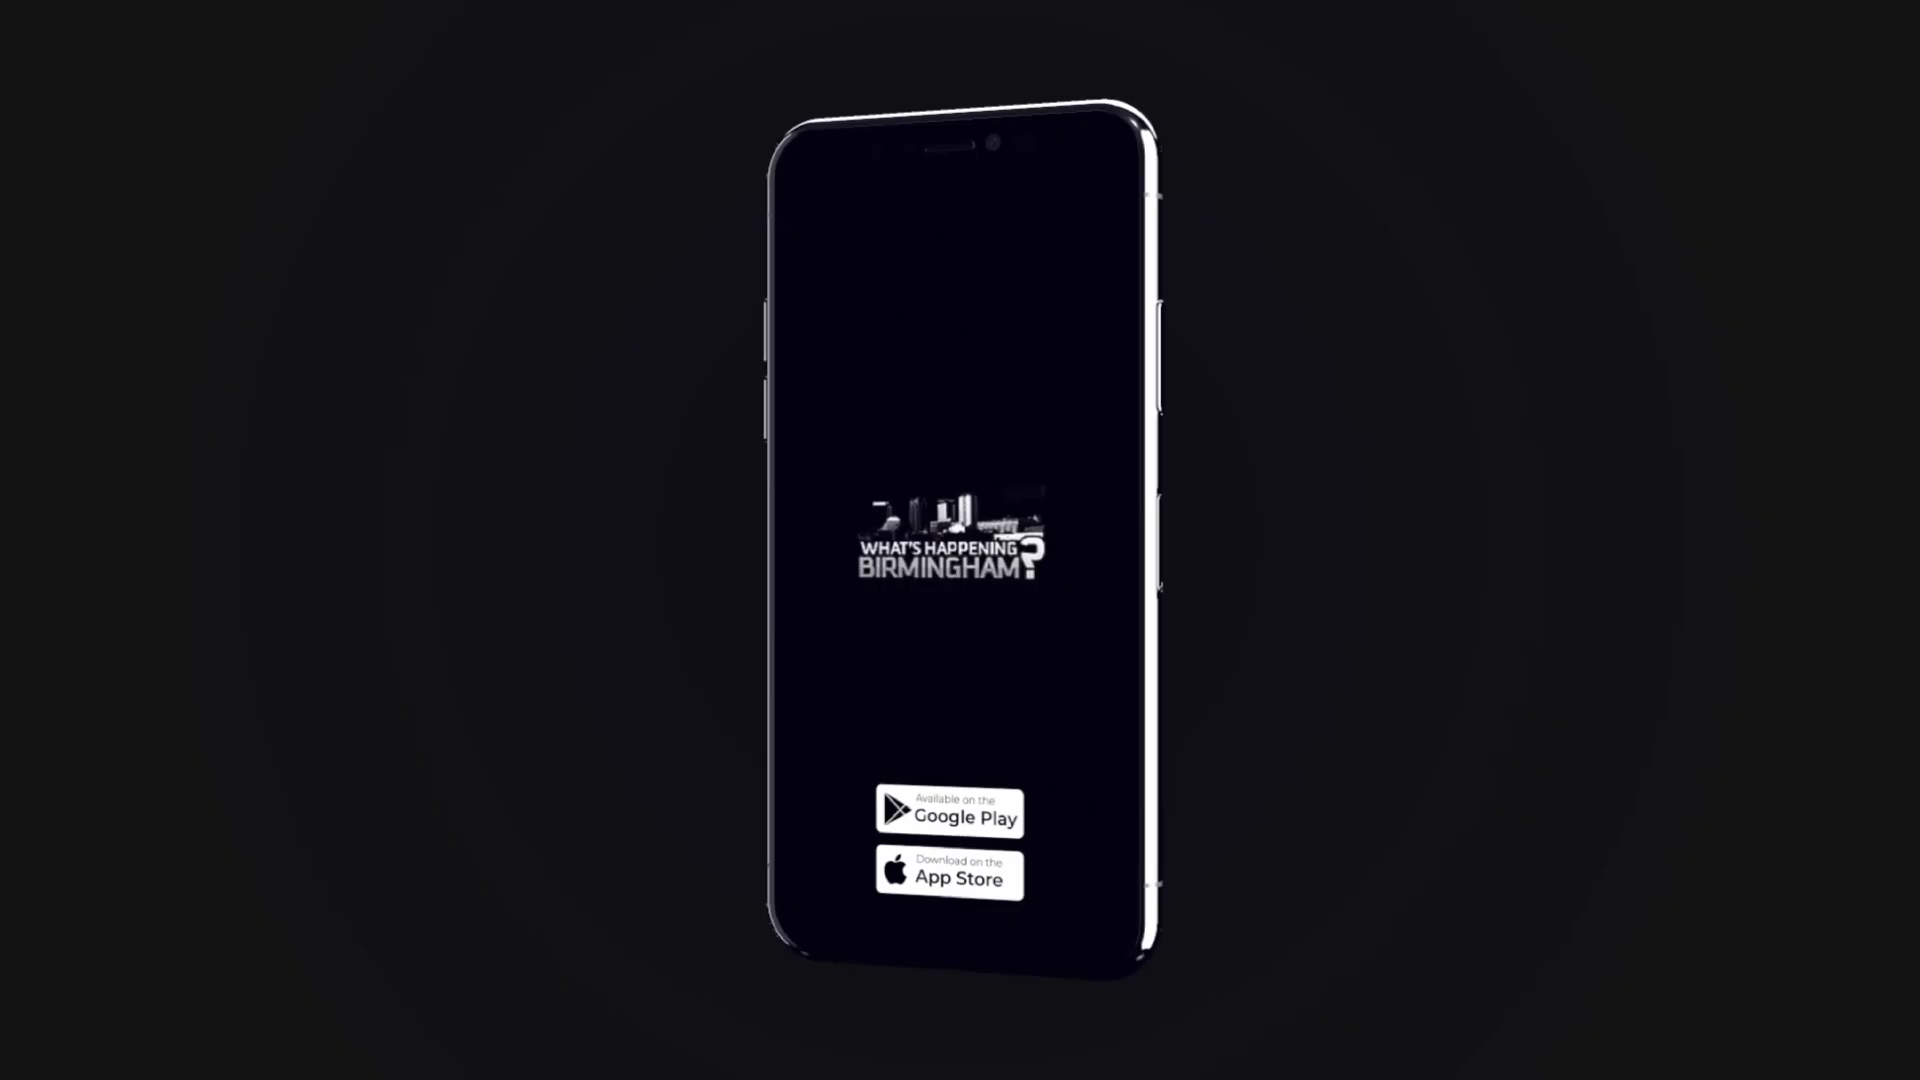 WHAT'S HAPPENING
BIRMINGHAM?
Available on the
Google Play
Download on the
App Store